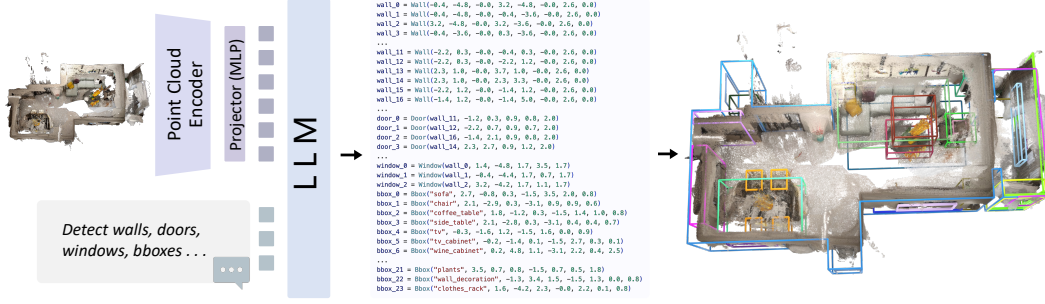 Point Cloud
Encoder
Projector (MLP)
LLM
Detect walls, doors,
windows, bboxes . . .
wall_0 = Wall(-0.4, -4.8, -0.0, 3.2, -4.8, -0.0, 2.6, 0.0)
wall_1 = Wall(-0.4, -4.8, -0.0, -0.4, -3.6, -0.0, 2.6, 0.0)
wall_2 = Wall(3.2, -4.8, -0.0, 3.2, -3.6, -0.0, 2.6, 0.0)
wall_3 = Wall(-0.4, -3.6, -0.0, 0.3, -3.6, -0.0, 2.6, 0.0)
...
wall_11 = Wall(-2.2, 0.3, -0.0, -0.4, 0.3, -0.0, 2.6, 0.0)
wall_12 = Wall(-2.2, 0.3, -0.0, -2.2, 1.2, -0.0, 2.6, 0.0)
wall_13 = Wall(2.3, 1.0, -0.0, 3.7, 1.0, -0.0, 2.6, 0.0)
wall_14 = Wall(2.3, 1.0, -0.0, 2.3, 3.3, -0.0, 2.6, 0.0)
wall_15 = Wall(-2.2, 1.2, -0.0, -1.4, 1.2, -0.0, 2.6, 0.0)
wall_16 = Wall(-1.4, 1.2, -0.0, -1.4, 5.0, -0.0, 2.6, 0.0)
...
door_0 = Door(wall_11, -1.2, 0.3, 0.9, 0.8, 2.0)
door_1 = Door(wall_12, -2.2, 0.7, 0.9, 0.7, 2.0)
door_2 = Door(wall_16, -1.4, 2.1, 0.9, 0.8, 2.0)
door_3 = Door(wall_14, 2.3, 2.7, 0.9, 1.2, 2.0)
...
window_0 = Window(wall_0, 1.4, -4.8, 1.7, 3.5, 1.7)
window_1 = Window(wall_1, -0.4, -4.4, 1.7, 0.7, 1.7)
window_2 = Window(wall_2, 3.2, -4.2, 1.7, 1.1, 1.7)
bbox_0 = Bbox("sofa", 2.7, -0.8, 0.3, -1.5, 3.5, 2.0, 0.8)
bbox_1 = Bbox("chair", 2.1, -2.9, 0.3, -3.1, 0.9, 0.9, 0.6)
bbox_2 = Bbox("coffee_table", 1.8, -1.2, 0.3, -1.5, 1.4, 1.0, 0.8)
bbox_3 = Bbox("side_table", 2.1, -2.0, 0.3, -3.1, 0.4, 0.4, 0.7)
bbox_4 = Bbox("tv", -0.3, -1.6, 1.2, -1.5, 1.6, 0.0, 0.9)
bbox_5 = Bbox("tv_cabinet", -0.2, -1.4, 0.1, -1.5, 2.7, 0.3, 0.1)
bbox_6 = Bbox("wine_cabinet", 0.2, 4.8, 1.1, -3.1, 2.2, 0.4, 2.5)
...
bbox_21 = Bbox("plants", 3.5, 0.7, 0.8, -1.5, 0.7, 0.5, 1.8)
bbox_22 = Bbox("wall_decoration", -1.3, 3.4, 1.5, -1.5, 1.3, 0.0, 0.8)
bbox_23 = Bbox("clothes_rack", 1.6, -4.2, 2.3, -0.0, 2.2, 0.1, 0.8)